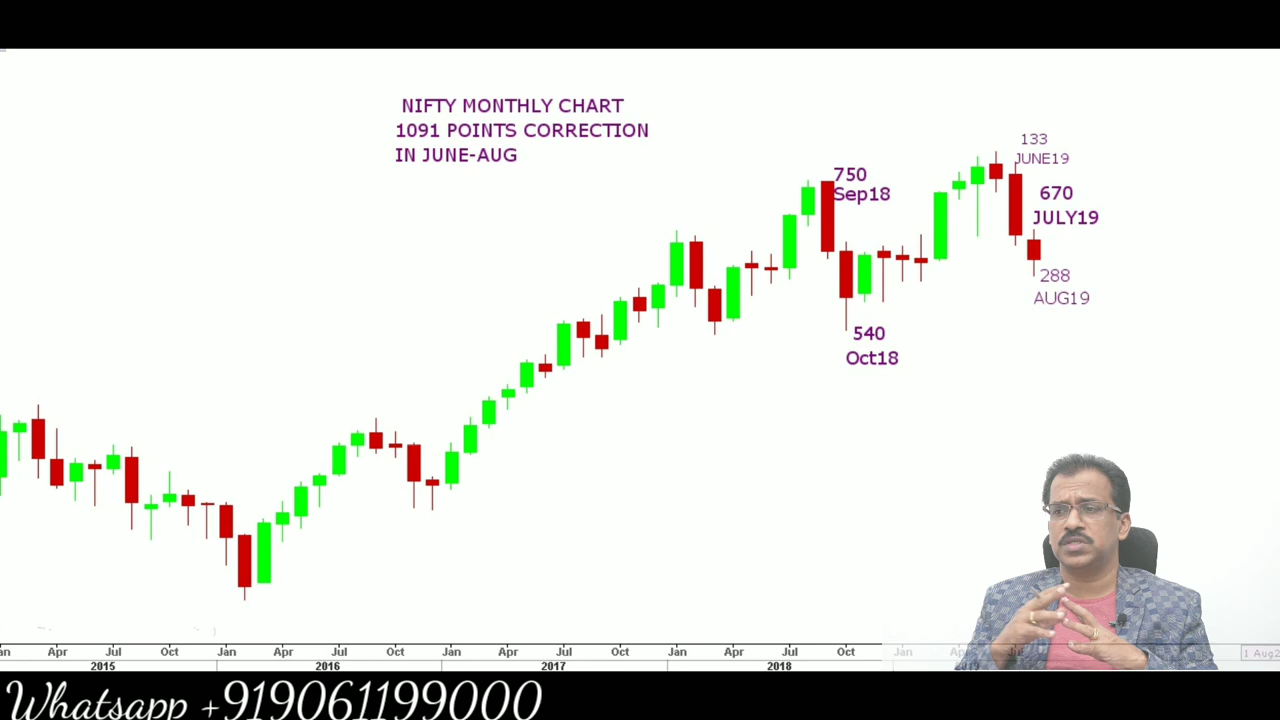 NIFTY MONTHLY CHART
1091 POINTS CORRECTION
IN JUNE-AUG
133
JUNE19
750
Sep18
670
JULY19
288
AUG19
540
Oct18
Apr Jul Oct Jan Apr Jul Oct Jan Apr Jul Oct Jan Apr Jul Oct Jan
2015 2016 2017 2018
Whatsapp +919061199000